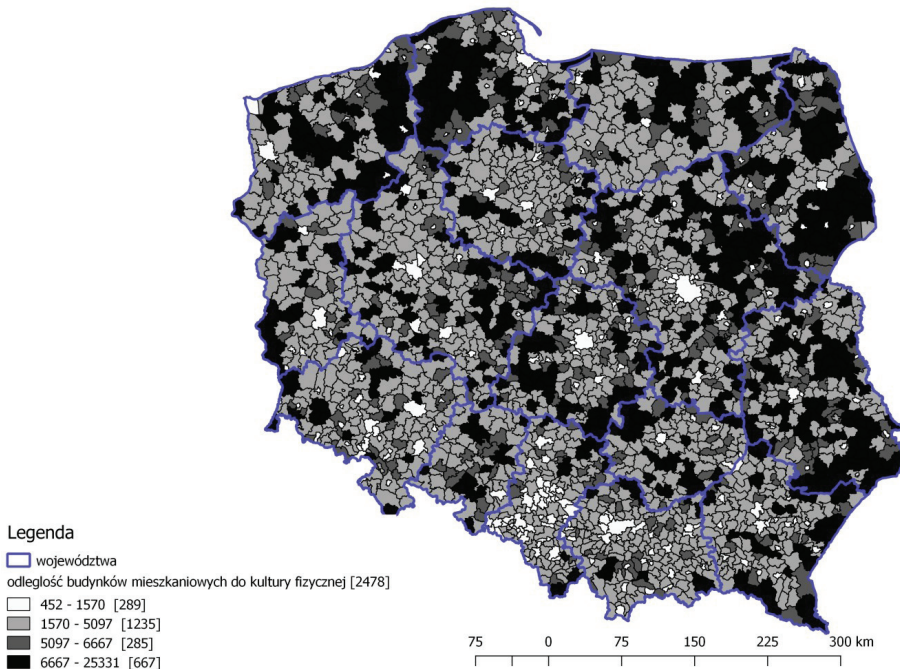 Legenda
województwa
odległość budynków mieszkaniowych do kultury fizycznej [2478]
452 - 1570 [289]
1570 - 5097 [1235]
5097 - 6667 [285]
6667 - 25331 [667]
75 0 75 150 225 300 km